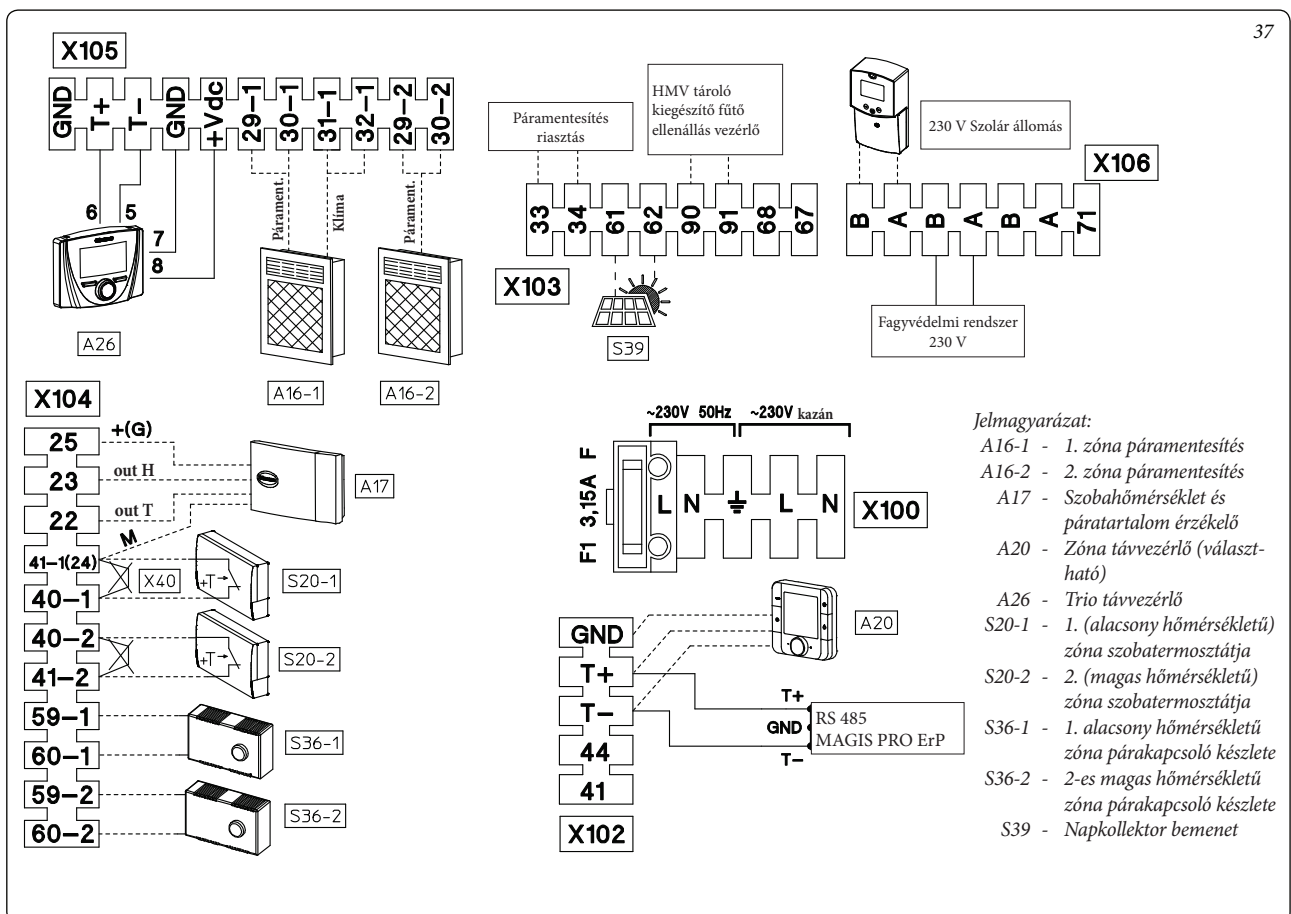 37
X105
GND
T+
T-
GND
+Vdc
29-1
30-1
31-1
32-1
29-2
30-2
6
5
7
8
A26
Párament.
Klíma
Párament.
A16-1
A16-2
Páramentesítés
riasztás
HMV tároló
kiegészítő fűtő
ellenállás vezérlő
33
34
61
62
90
91
68
67
X103
S39
230 V Szolár állomás
X106
B
A
B
A
B
A
71
Fagyvédelmi rendszer
230 V
X104
25
23
22
41-1(24)
40-1
40-2
41-2
59-1
60-1
59-2
60-2
+(G)
out H
out T
M
A17
X40
+T
S20-1
+T
S20-2
S36-1
S36-2
~230V 50Hz
~230V kazán
F1 3,15A F
L
N
L
N
X100
A20
GND
T+
T-
44
41
X102
T+
GND
T-
RS 485
MAGIS PRO ErP
Jelmagyarázat:
A16-1 - 1. zóna páramentesítés
A16-2 - 2. zóna páramentesítés
A17 - Szobahőmérséklet és
páratartalom érzékelő
A20 - Zóna távvezérlő (választ-
ható)
A26 - Trio távvezérlő
S20-1 - 1. (alacsony hőmérsékletű)
zóna szobatermosztátja
S20-2 - 2. (magas hőmérsékletű)
zóna szobatermosztátja
S36-1 - 1. alacsony hőmérsékletű
zóna párakapcsoló készlete
S36-2 - 2-es magas hőmérsékletű
zóna párakapcsoló készlete
S39 - Napkollektor bemenet